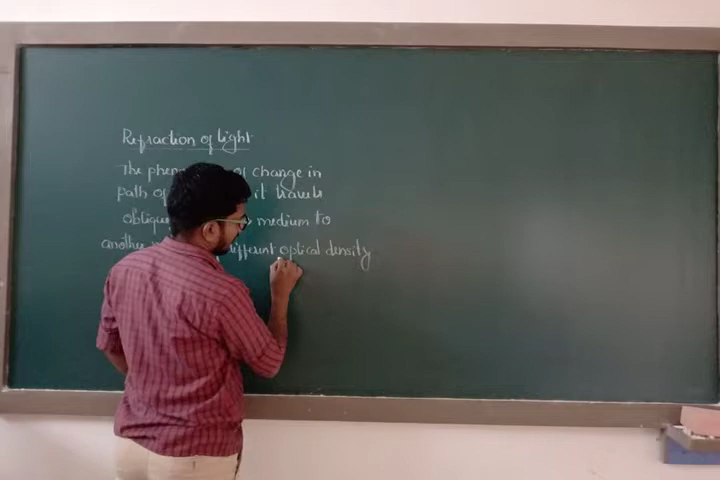 Refraction of light
The phen of change in
path of it travels
oblique medium to
another different optical density